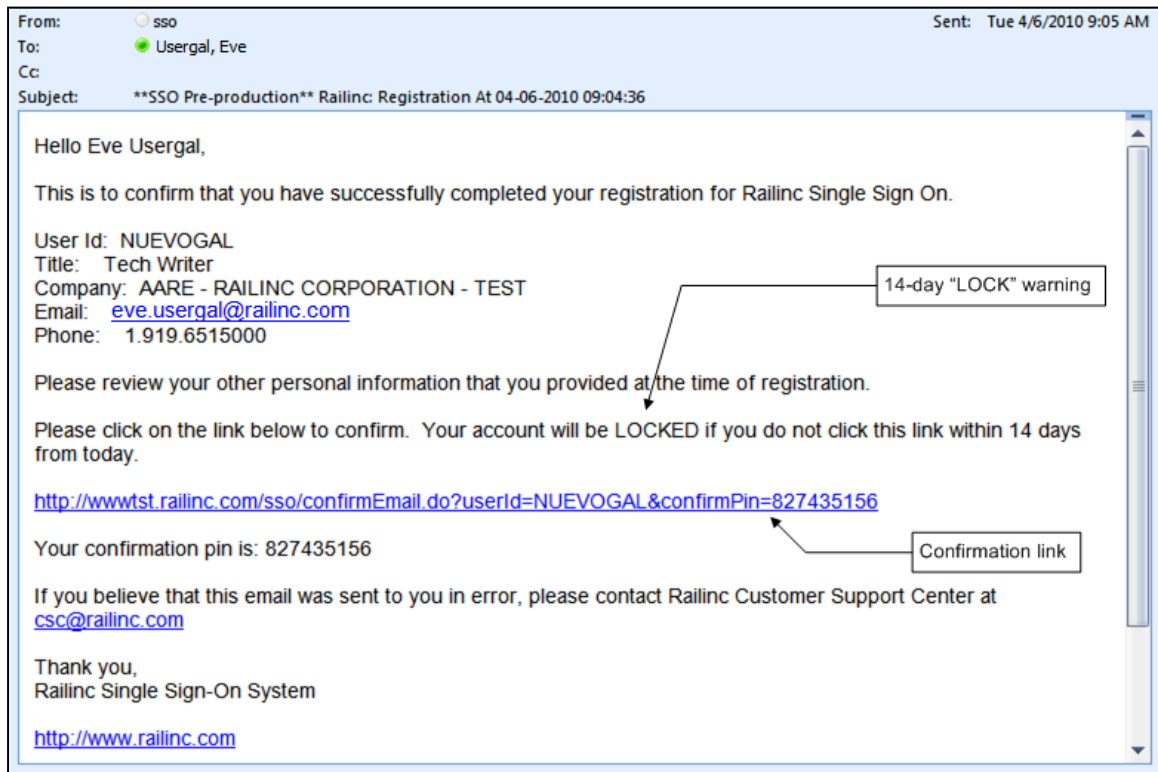 From: sso Sent: Tue 4/6/2010 9:05 AM
To: Usergal, Eve
Cc:
Subject: **SSO Pre-production** Railinc: Registration At 04-06-2010 09:04:36
Hello Eve Usergal,
This is to confirm that you have successfully completed your registration for Railinc Single Sign On.
User Id: NUEVOGAL
Title: Tech Writer
Company: AARE - RAILINC CORPORATION - TEST
14-day “LOCK” warning
Email: eve.usergal@railinc.com
Phone: 1.919.6515000
Please review your other personal information that you provided at the time of registration.
Please click on the link below to confirm. Your account will be LOCKED if you do not click this link within 14 days
from today.
http://wwwtst.railinc.com/sso/confirmEmail.do?userId=NUEVOGAL&confirmPin=827435156
Your confirmation pin is: 827435156
Confirmation link
If you believe that this email was sent to you in error, please contact Railinc Customer Support Center at
csc@railinc.com
Thank you,
Railinc Single Sign-On System
http://www.railinc.com